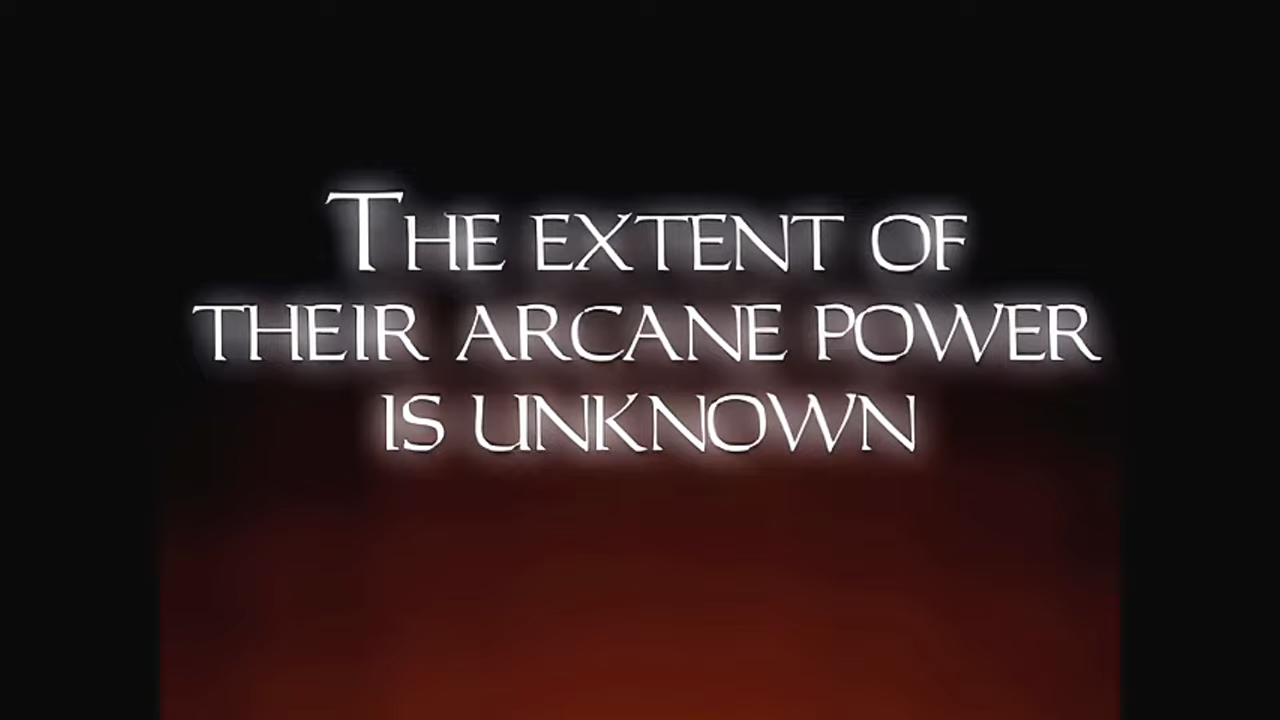 The extent of
their arcane power
is unknown